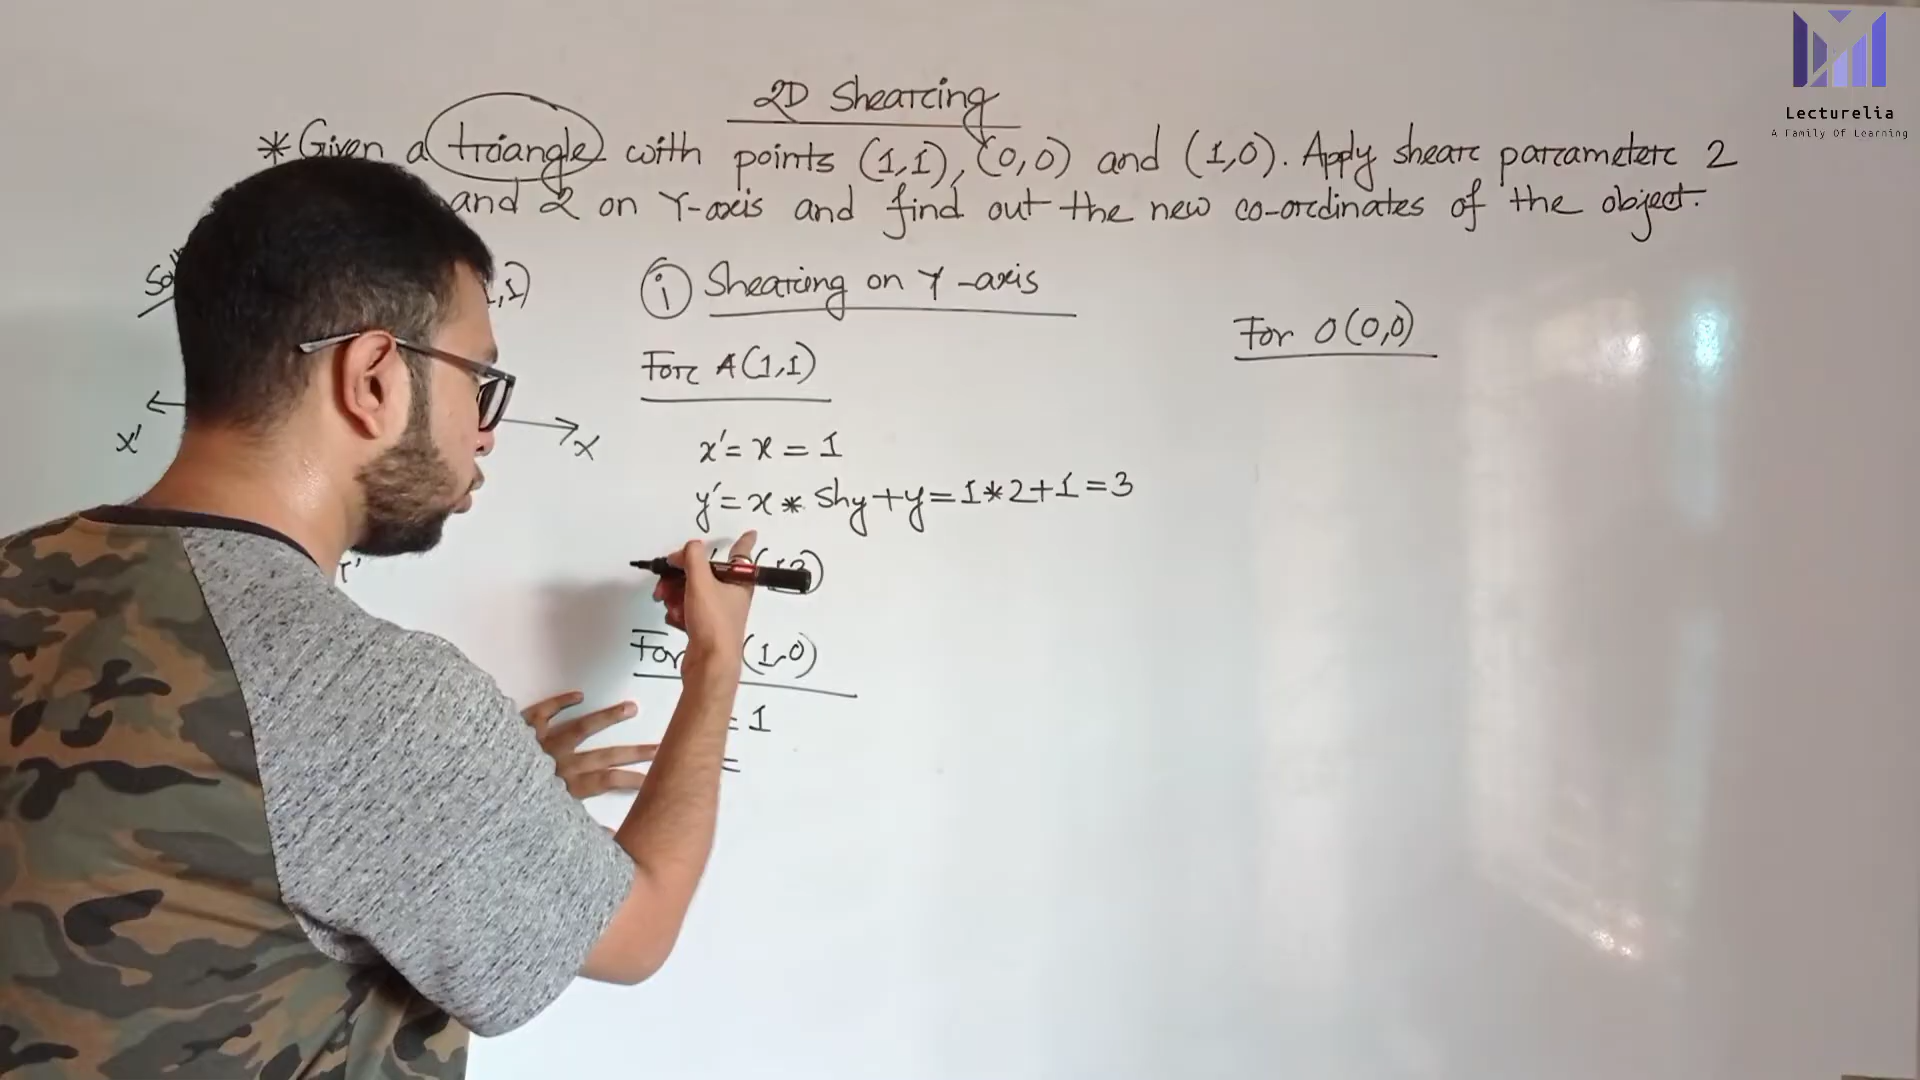 2D Shearing
*Given a triangle with points (1,1), (0,0) and (1,0). Apply shear parameter 2
and 2 on Y-axis and find out the new co-ordinates of the object.
i Shearing on Y-axis
For A(1,1)
x' = x = 1
y' = x * Shy + y = 1*2+1 = 3
For (1,0)
= 1
=
For O(0,0)
X'
X
Lecturelia
A Family Of Learning